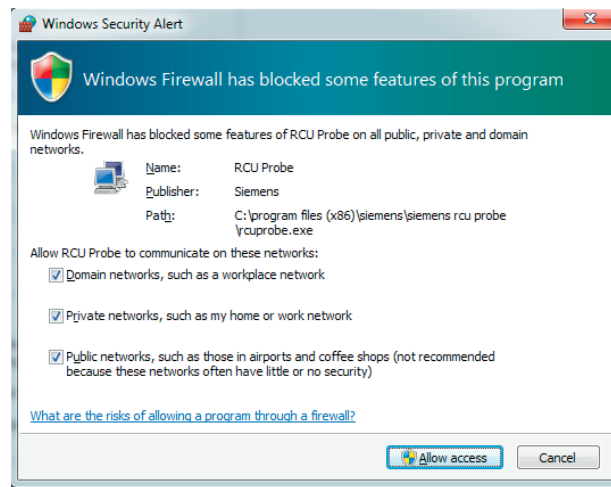 Windows Security Alert
Windows Firewall has blocked some features of this program
Windows Firewall has blocked some features of RCU Probe on all public, private and domain
networks.
Name: RCU Probe
Publisher: Siemens
Path: C:\program files (x86)\siemens\siemens rcu probe
\rcuprobe.exe
Allow RCU Probe to communicate on these networks:
Domain networks, such as a workplace network
Private networks, such as my home or work network
Public networks, such as those in airports and coffee shops (not recommended
because these networks often have little or no security)
What are the risks of allowing a program through a firewall?
Allow access Cancel